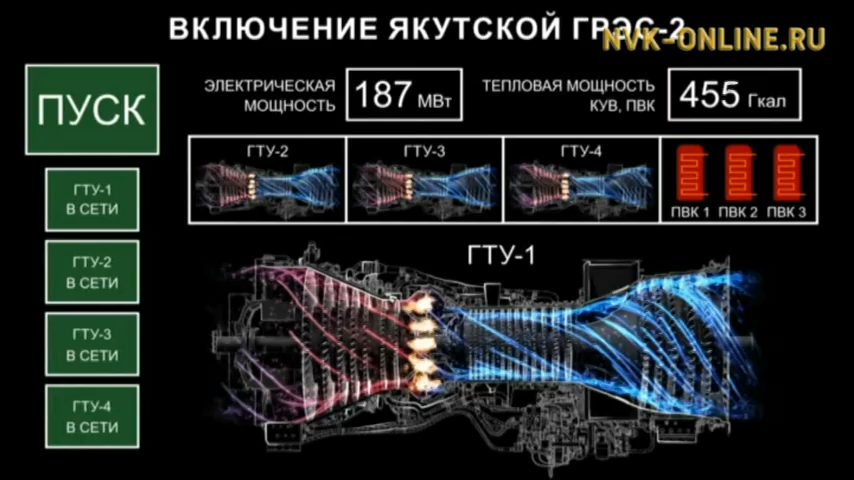 ВКЛЮЧЕНИЕ ЯКУТСКОЙ ГРЭС-2
NVK-ONLINE.RU
ПУСК
ЭЛЕКТРИЧЕСКАЯ
МОЩНОСТЬ
187 МВт
ТЕПЛОВАЯ МОЩНОСТЬ
КУВ, ПВК
455 Гкал
ГТУ-2
ГТУ-3
ГТУ-4
ПВК 1 ПВК 2 ПВК 3
ГТУ-1
В СЕТИ
ГТУ-2
В СЕТИ
ГТУ-3
В СЕТИ
ГТУ-4
В СЕТИ
ГТУ-1